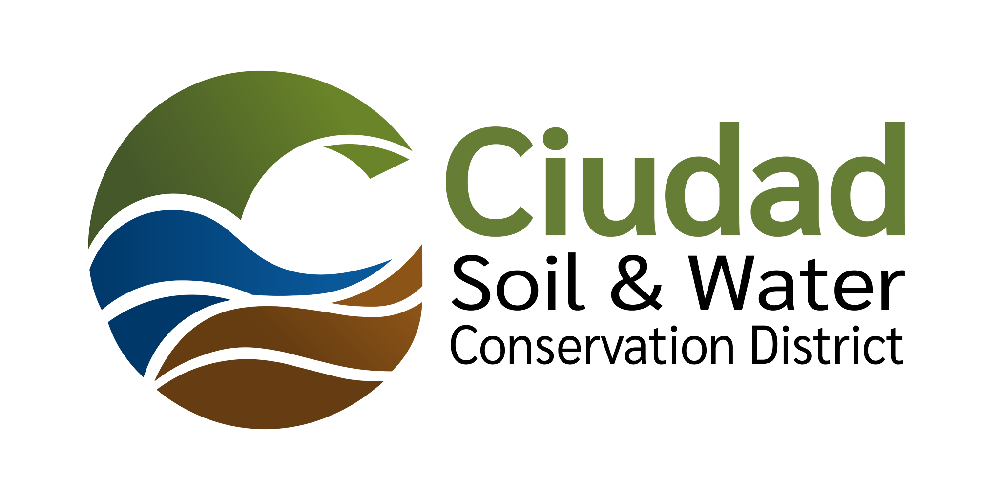 Ciudad
Soil & Water
Conservation District